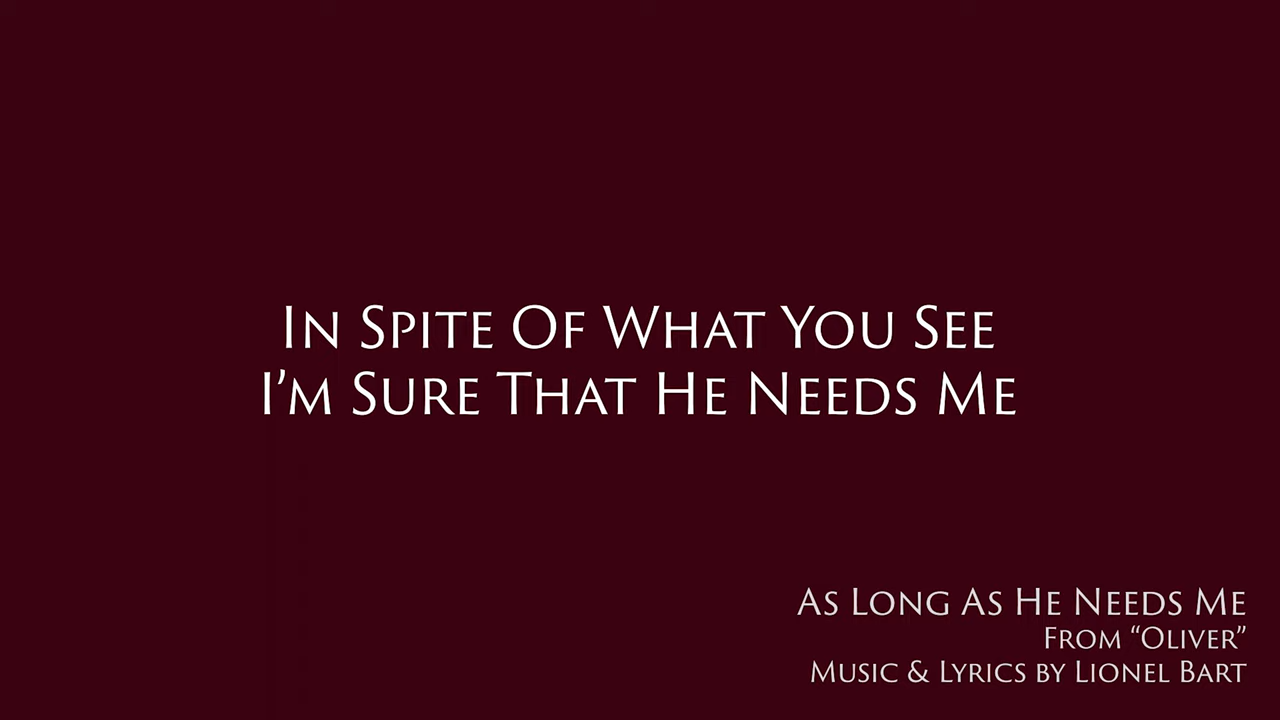 In Spite Of What You See
I’m Sure That He Needs Me
As Long As He Needs Me
From “Oliver”
Music & Lyrics by Lionel Bart